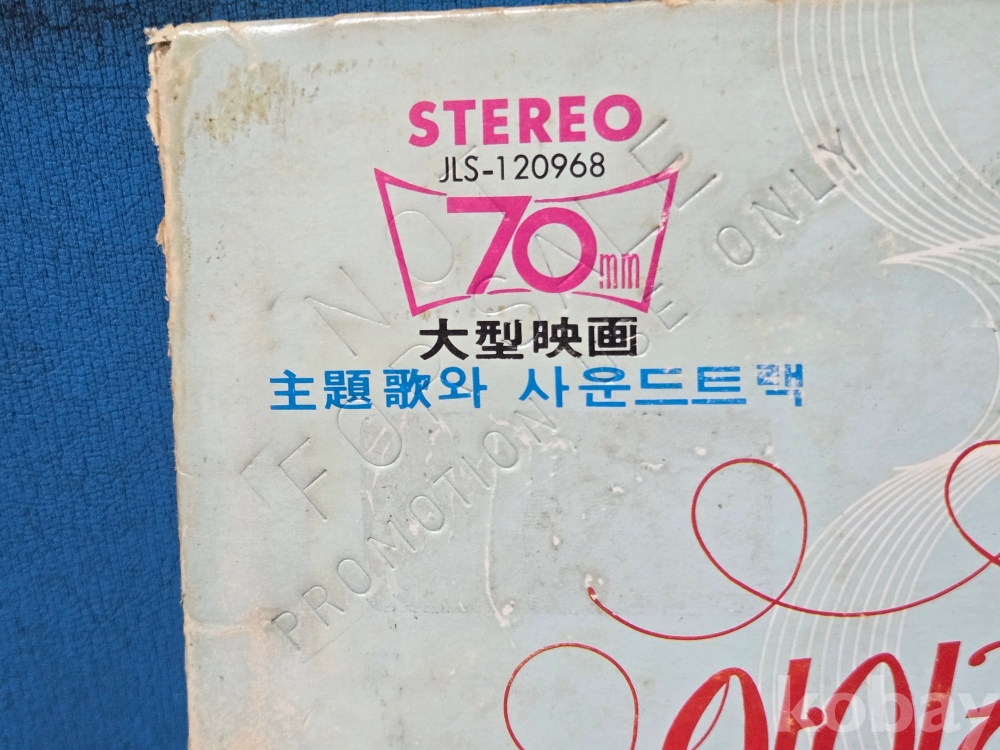 STEREO
JLS-120968
70mm
大型映画
主題歌와 사운드트랙
NOT
FOR SALE!
PROMOTION USE ONLY
kobay